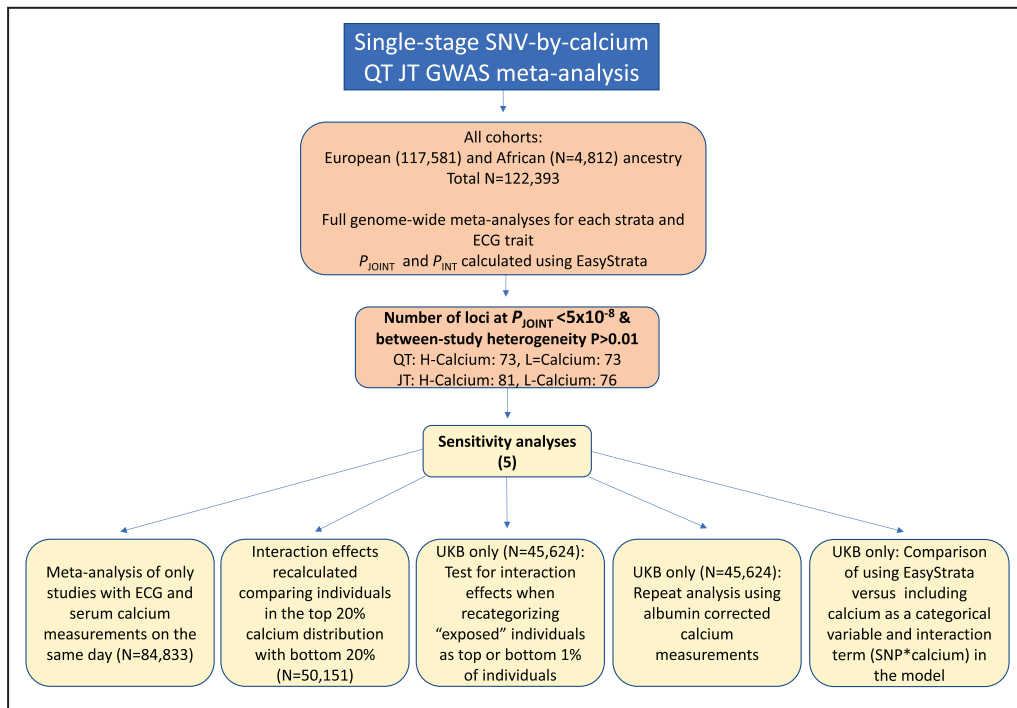 Single-stage SNV-by-calcium
QT JT GWAS meta-analysis
All cohorts:
European (117,581) and African (N=4,812) ancestry
Total N=122,393
Full genome-wide meta-analyses for each strata and
ECG trait
P_JOINT and P_INT calculated using EasyStrata
Number of loci at P_JOINT <5x10^-8 &
between-study heterogeneity P>0.01
QT: H-Calcium: 73, L=Calcium: 73
JT: H-Calcium: 81, L-Calcium: 76
Sensitivity analyses
(5)
Meta-analysis of only
studies with ECG and
serum calcium
measurements on the
same day (N=84,833)
Interaction effects
recalculated
comparing individuals
in the top 20%
calcium distribution
with bottom 20%
(N=50,151)
UKB only (N=45,624):
Test for interaction
effects when
recategorizing
“exposed” individuals
as top or bottom 1%
of individuals
UKB only (N=45,624):
Repeat analysis using
albumin corrected
calcium
measurements
UKB only: Comparison
of using EasyStrata
versus including
calcium as a categorical
variable and interaction
term (SNP*calcium) in
the model